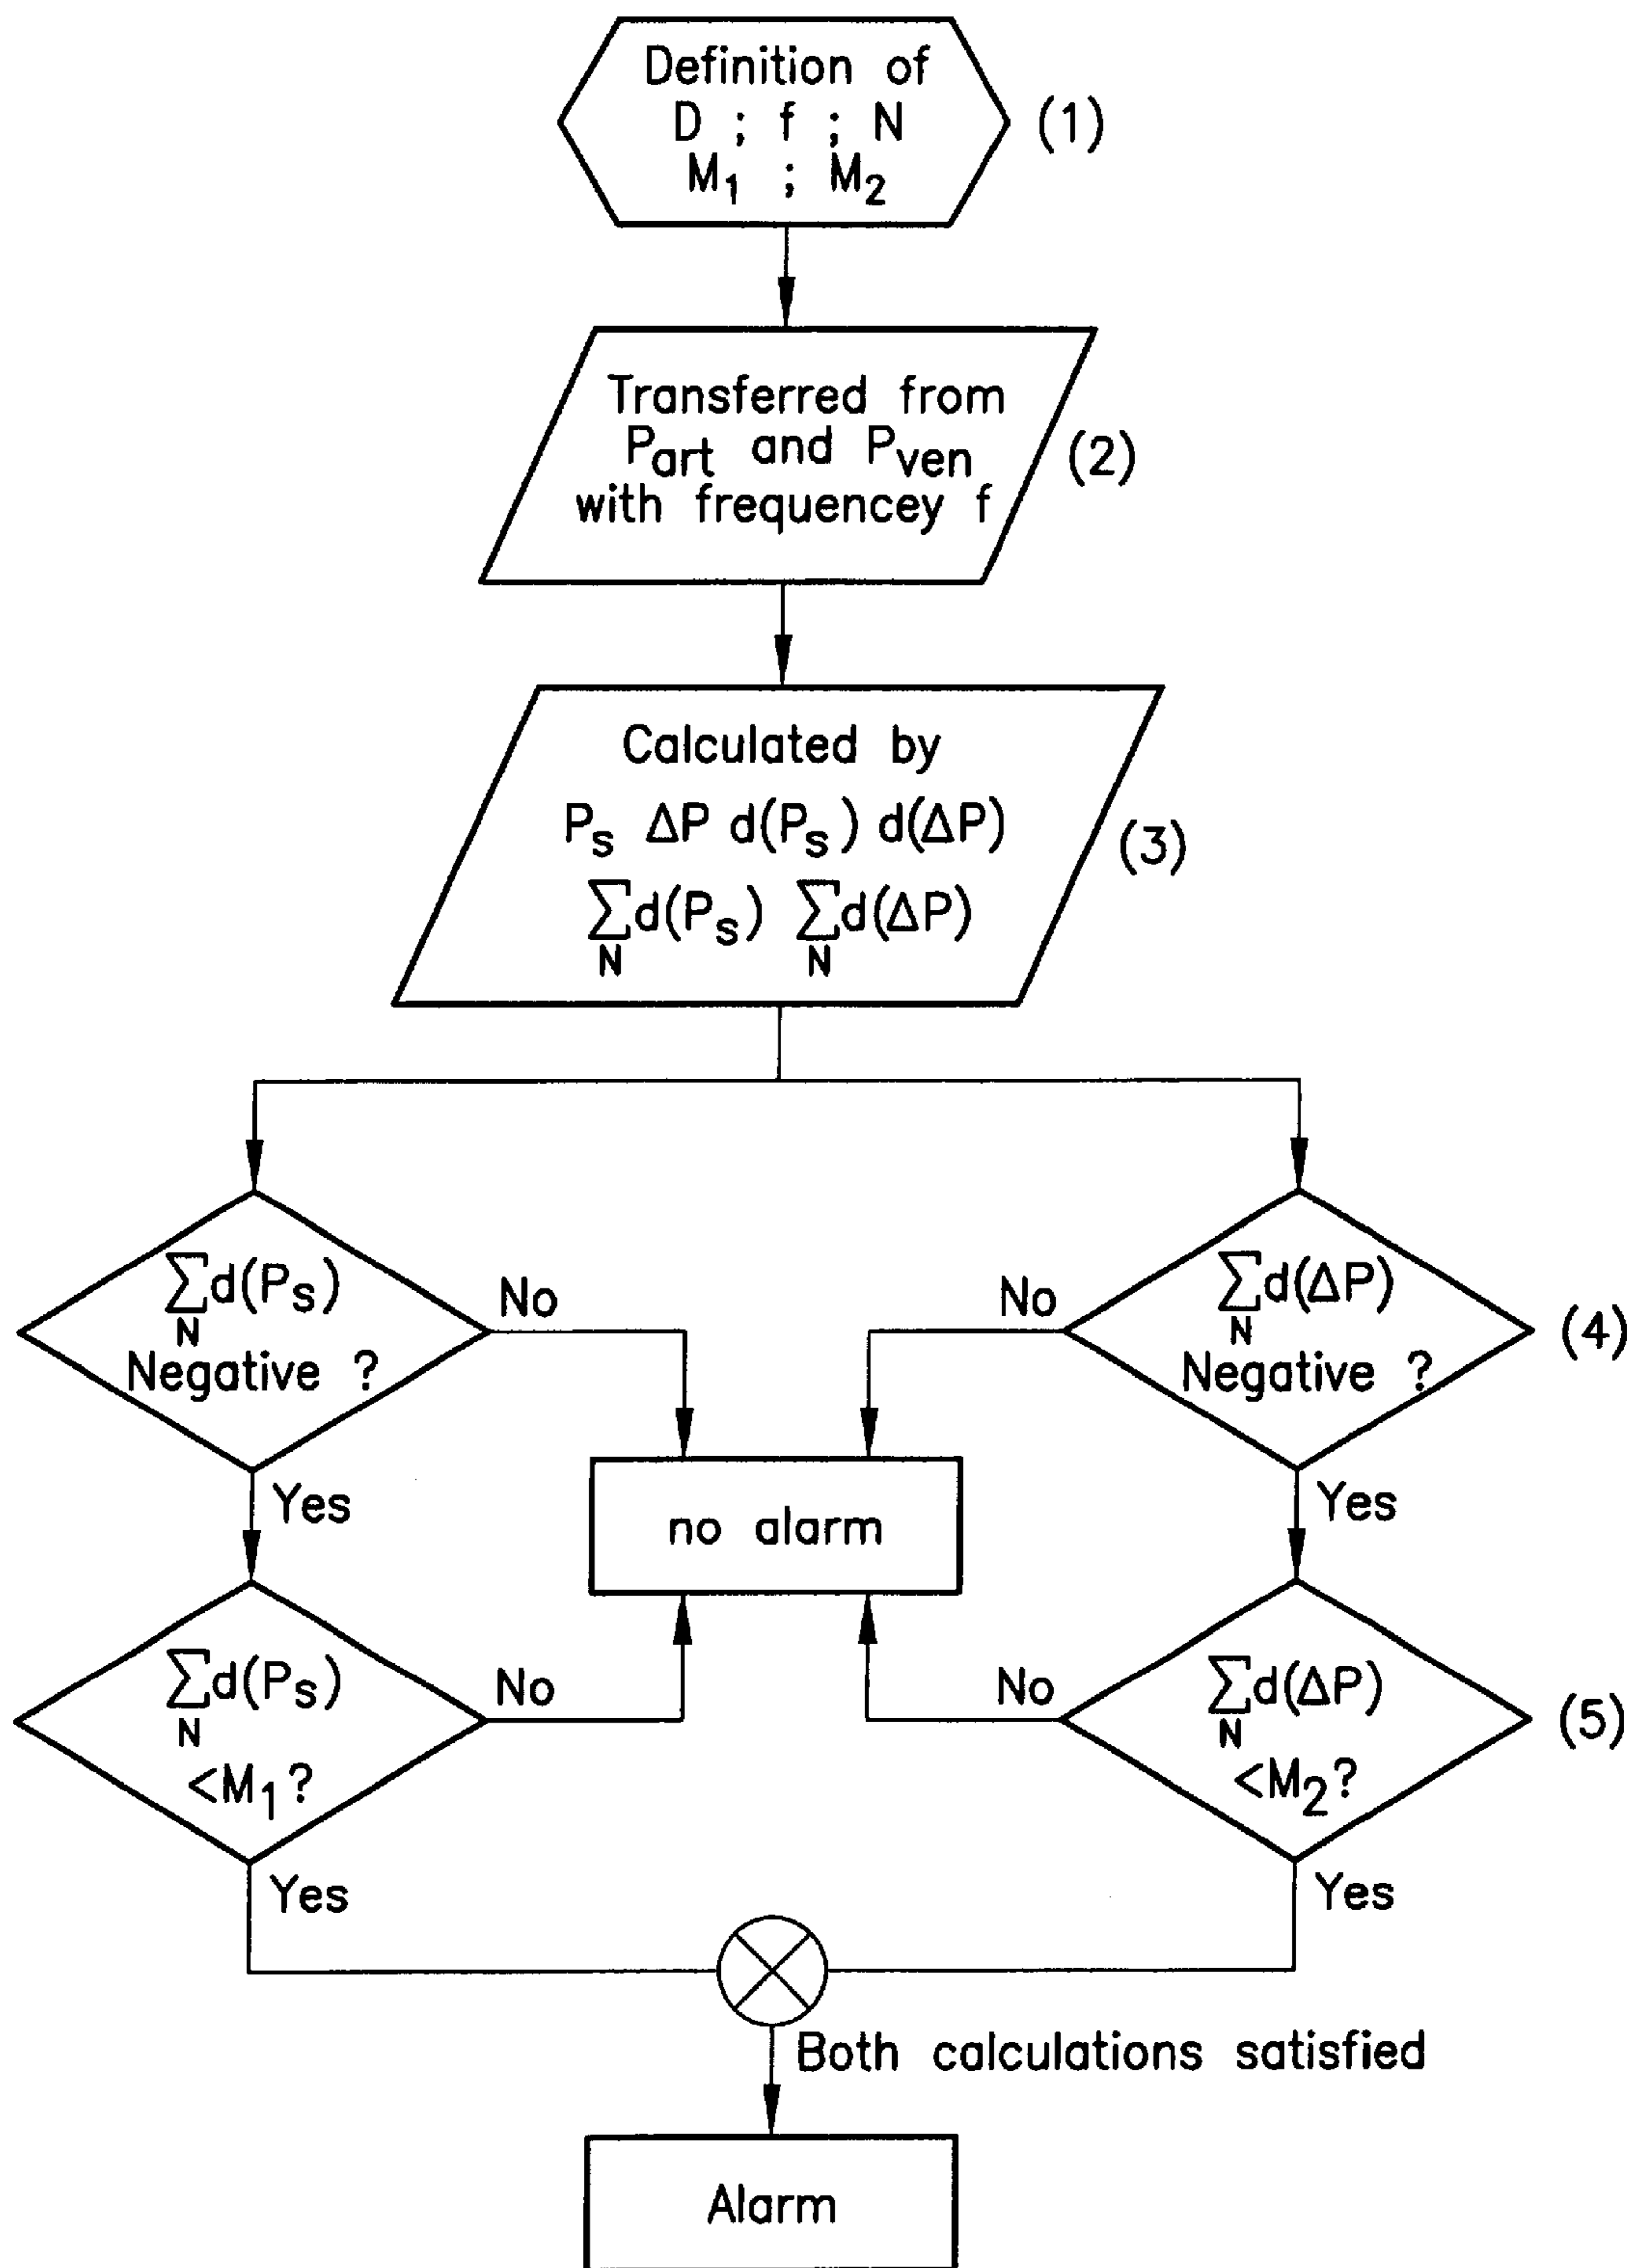 Definition of
D ; f ; N
M₁ ; M₂
(1)
Transferred from
Part and Pven
with frequencey f
(2)
Calculated by
Pₛ ΔP d(Pₛ) d(ΔP)
∑d(Pₛ) ∑d(ΔP)
N N
(3)
∑d(Pₛ)
N
Negative ?
No
Yes
∑d(ΔP)
N
Negative ?
No
Yes
(4)
no alarm
∑d(Pₛ)
N
<M₁?
No
Yes
∑d(ΔP)
N
<M₂?
No
Yes
(5)
Both calculations satisfied
Alarm